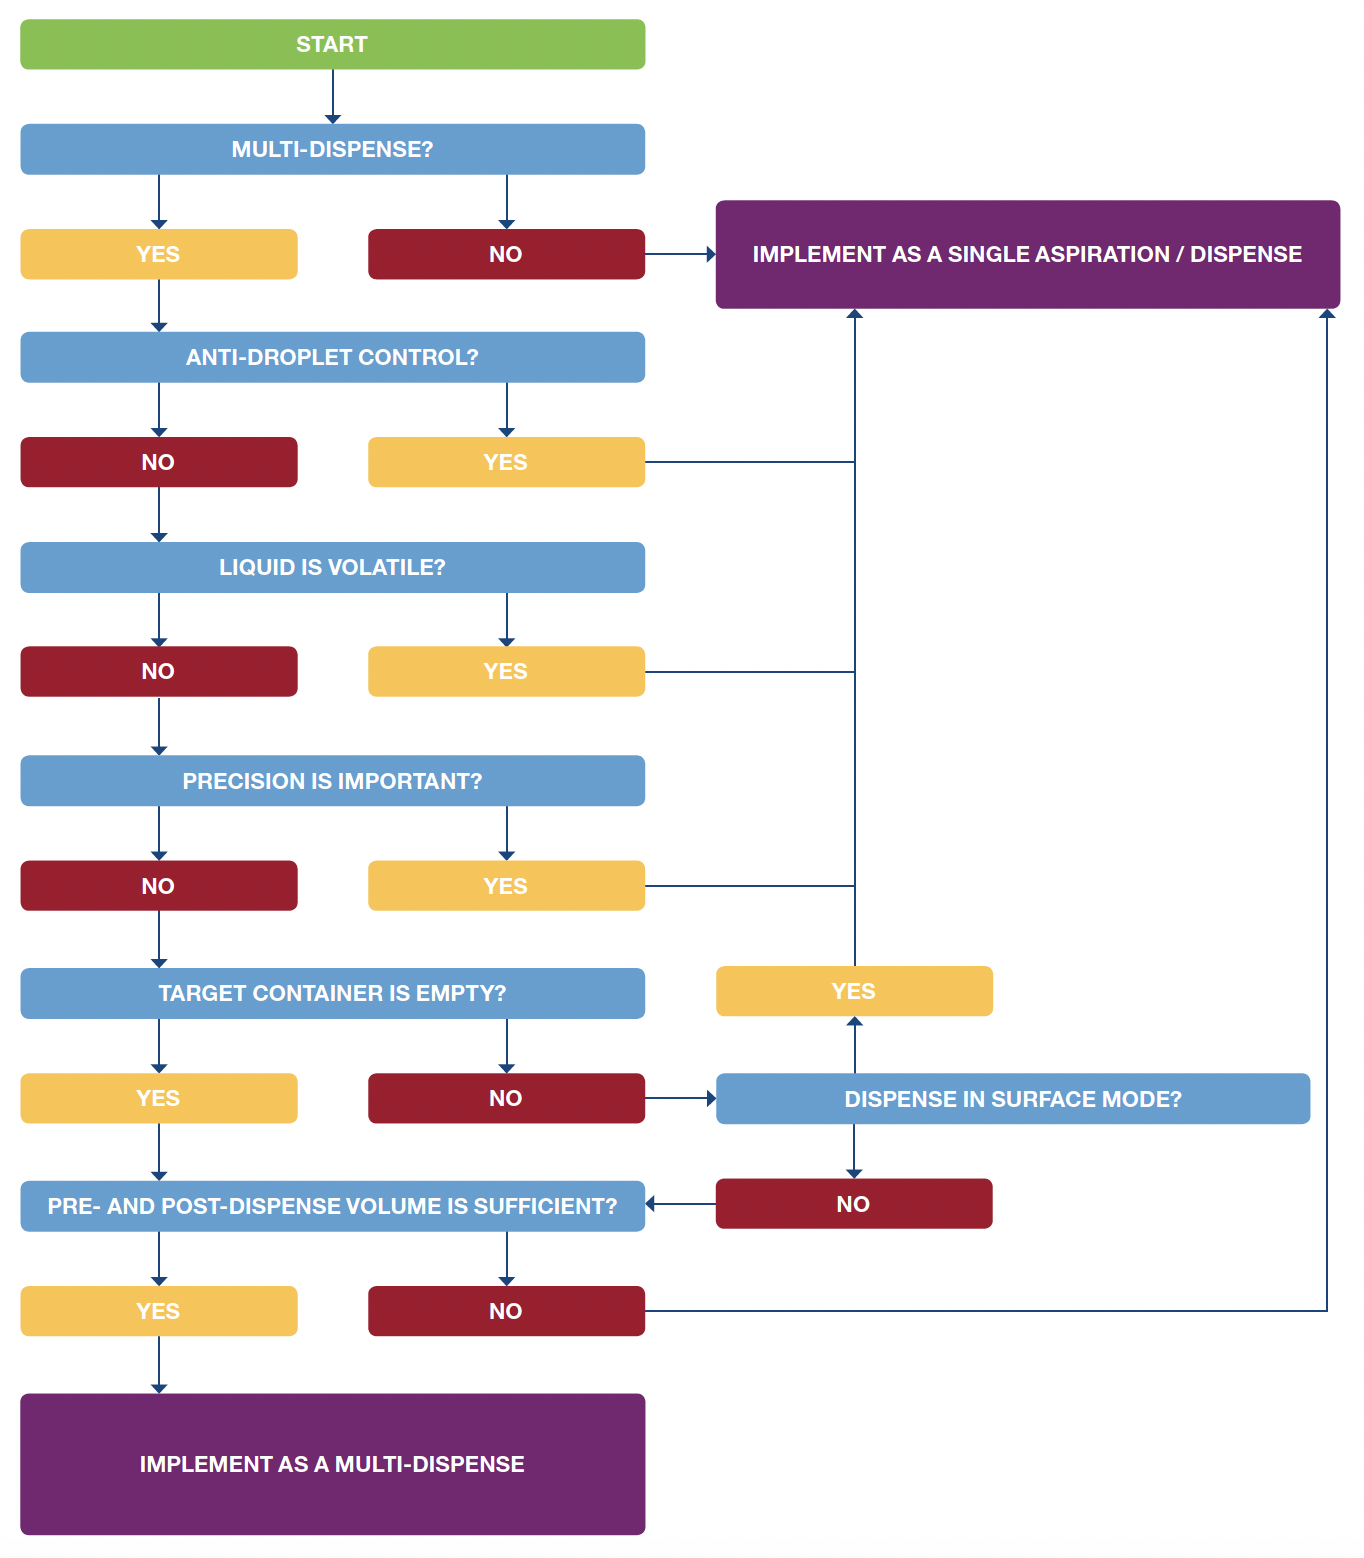 START
MULTI-DISPENSE?
YES
NO
IMPLEMENT AS A SINGLE ASPIRATION / DISPENSE
ANTI-DROPLET CONTROL?
NO
YES
LIQUID IS VOLATILE?
NO
YES
PRECISION IS IMPORTANT?
NO
YES
TARGET CONTAINER IS EMPTY?
YES
YES
NO
DISPENSE IN SURFACE MODE?
PRE- AND POST-DISPENSE VOLUME IS SUFFICIENT?
NO
YES
NO
IMPLEMENT AS A MULTI-DISPENSE